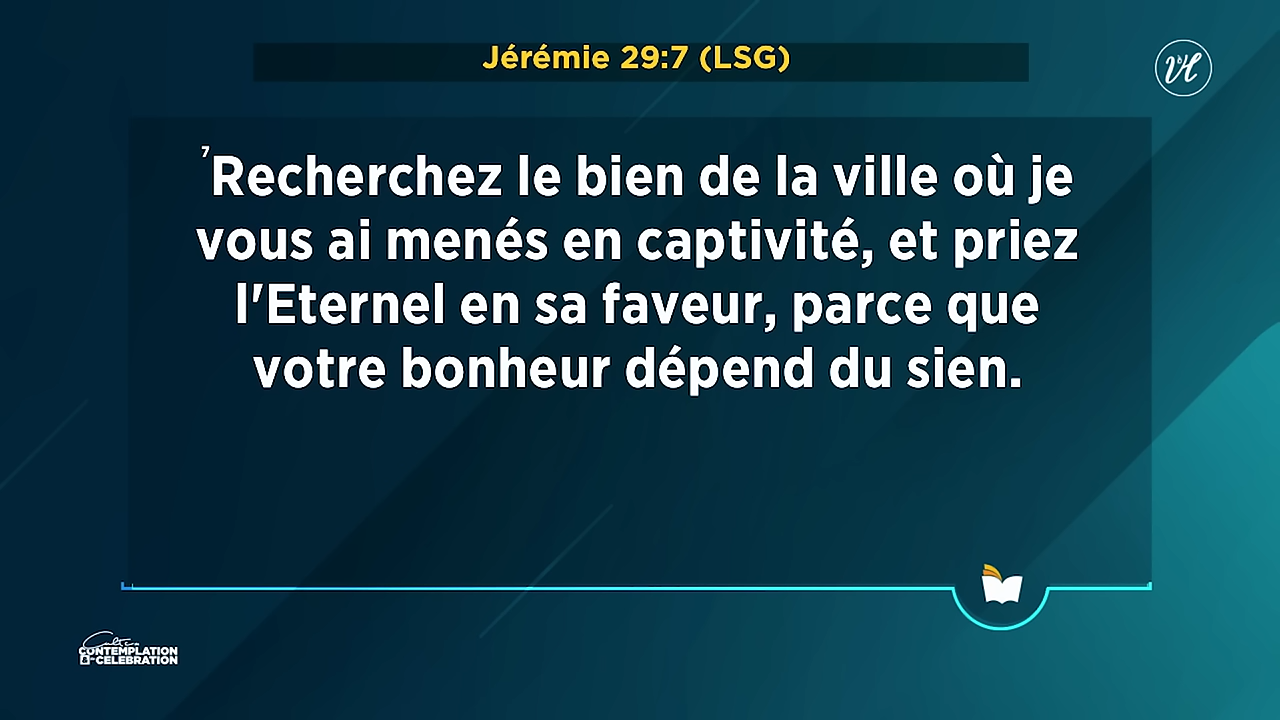 Jérémie 29:7 (LSG)
⁷Recherchez le bien de la ville où je
vous ai menés en captivité, et priez
l'Eternel en sa faveur, parce que
votre bonheur dépend du sien.
CONTEMPLATION
& CELEBRATION